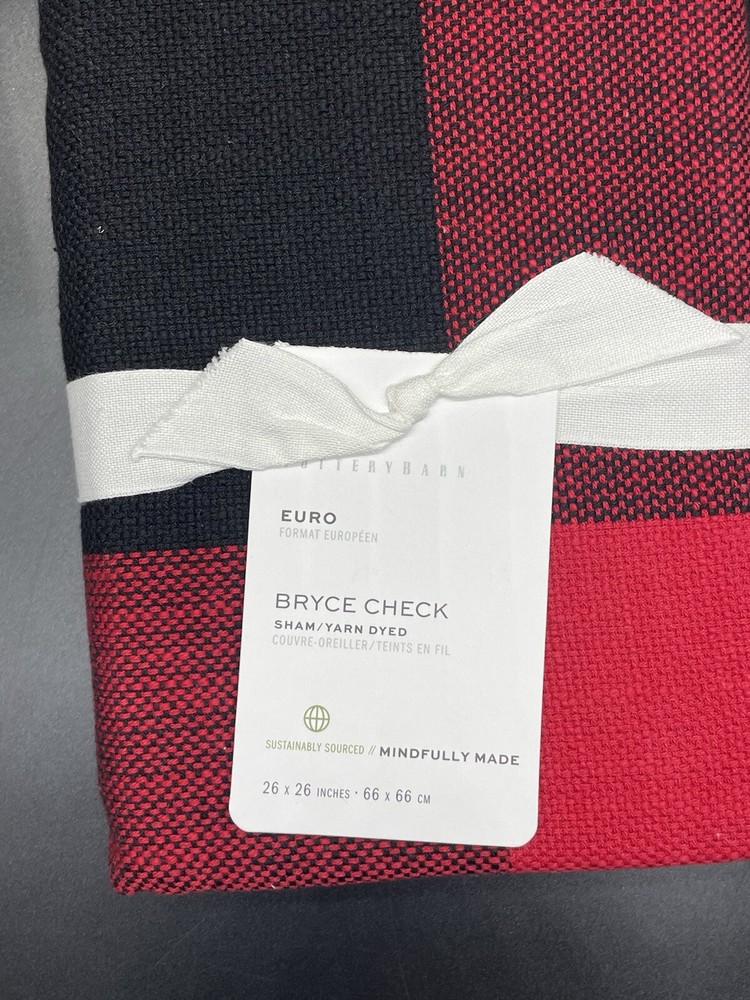 POTTERYBARN
EURO
FORMAT EUROPÉEN
BRYCE CHECK
SHAM/YARN DYED
COUVRE-OREILLER/TEINTS EN FIL
SUSTAINABLY SOURCED // MINDFULLY MADE
26 X 26 INCHES · 66 X 66 CM